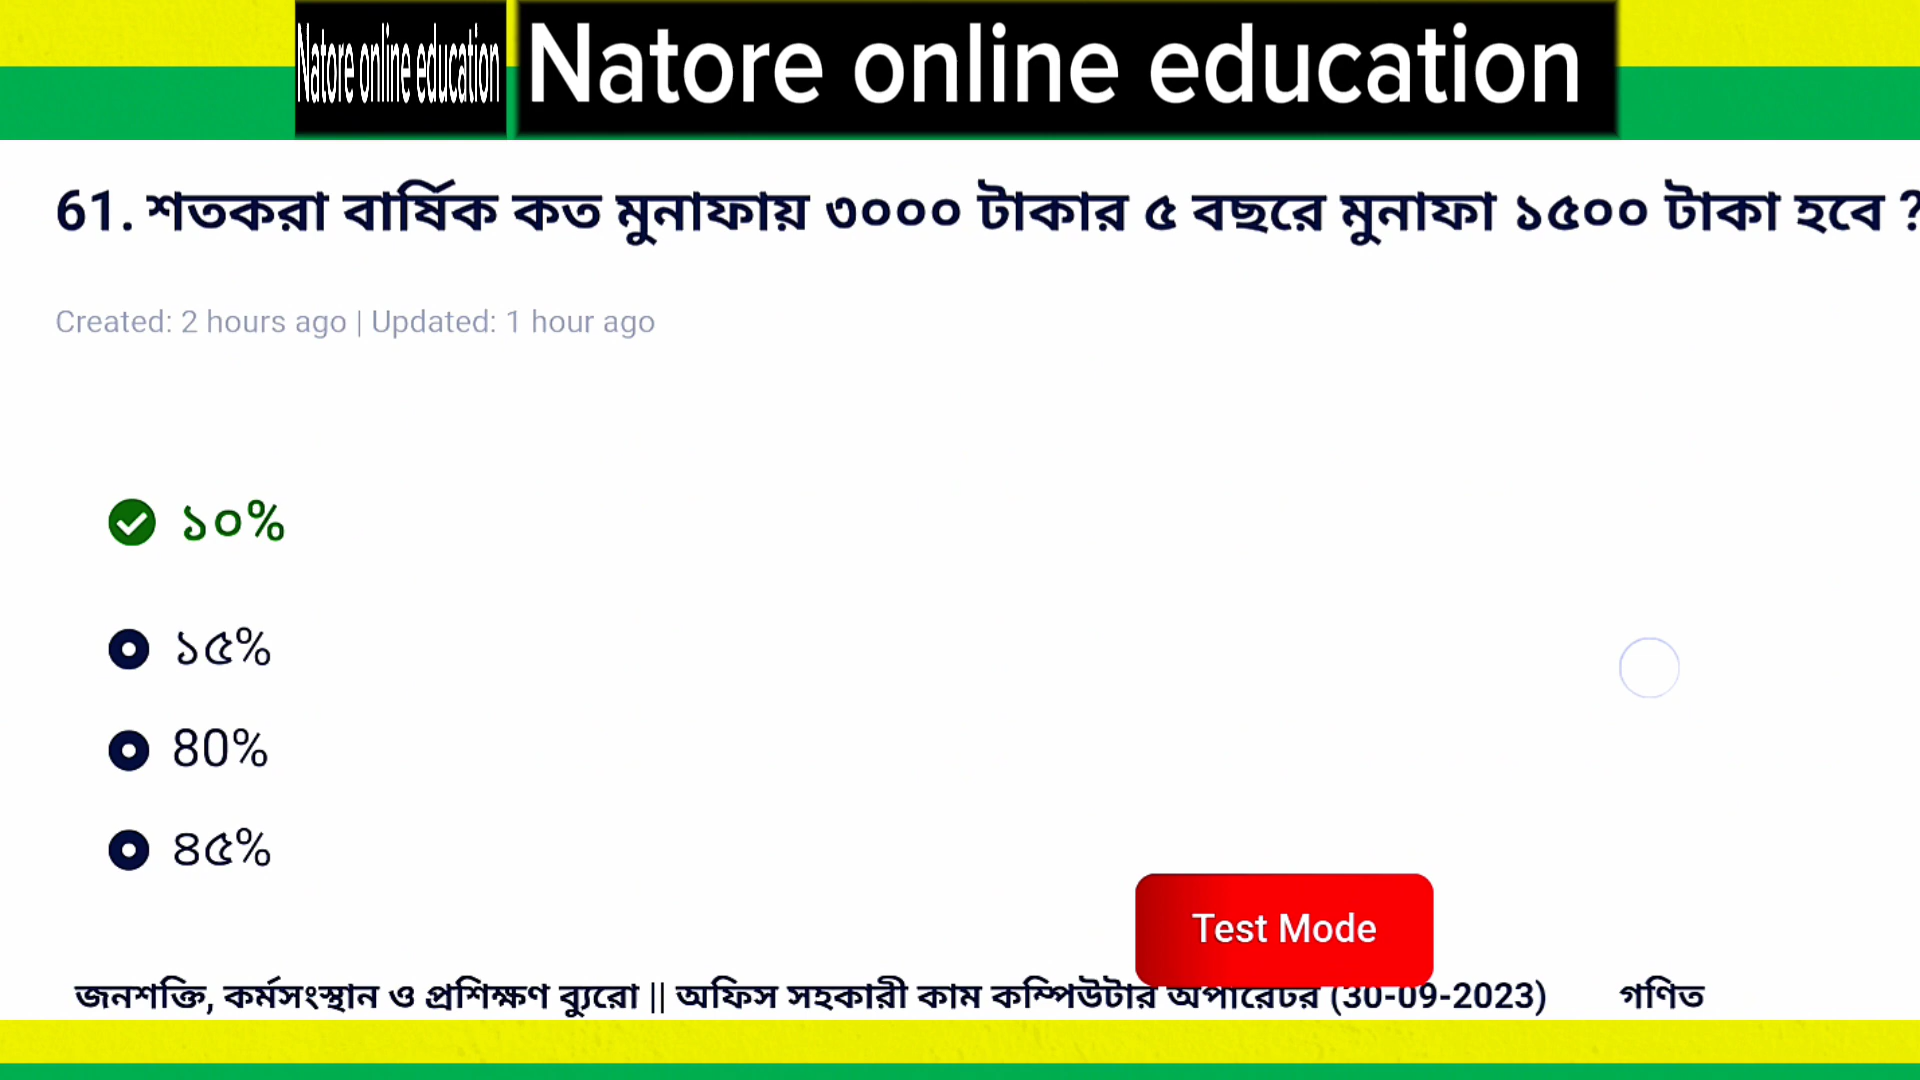 Natore online education
Natore online education
61. শতকরা বার্ষিক কত মুনাফায় ৩০০০ টাকার ৫ বছরে মুনাফা ১৫০০ টাকা হবে ?
Created: 2 hours ago | Updated: 1 hour ago
১০%
১৫%
80%
৪৫%
Test Mode
জনশক্তি, কর্মসংস্থান ও প্রশিক্ষণ ব্যুরো || অফিস সহকারী কাম কম্পিউটার অপারেটর (30-09-2023) গণিত